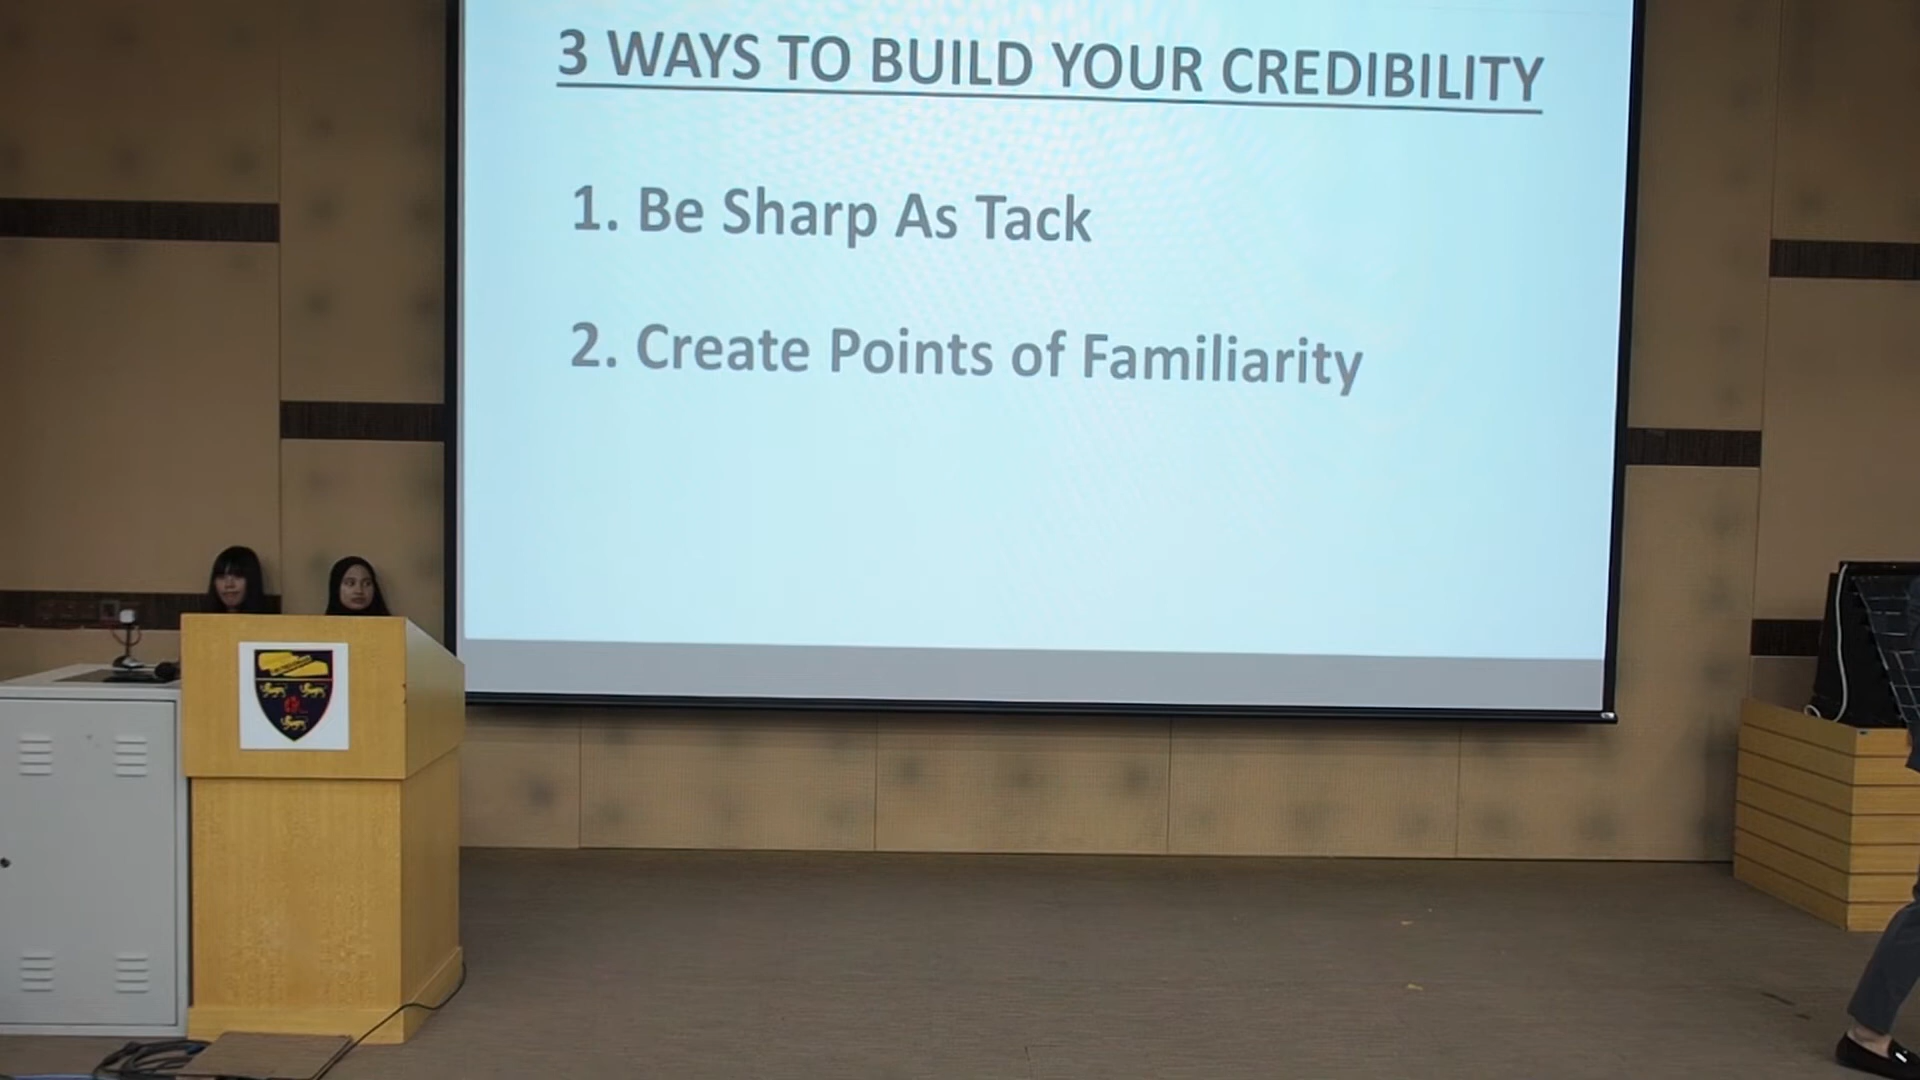 3 WAYS TO BUILD YOUR CREDIBILITY
1. Be Sharp As Tack
2. Create Points of Familiarity